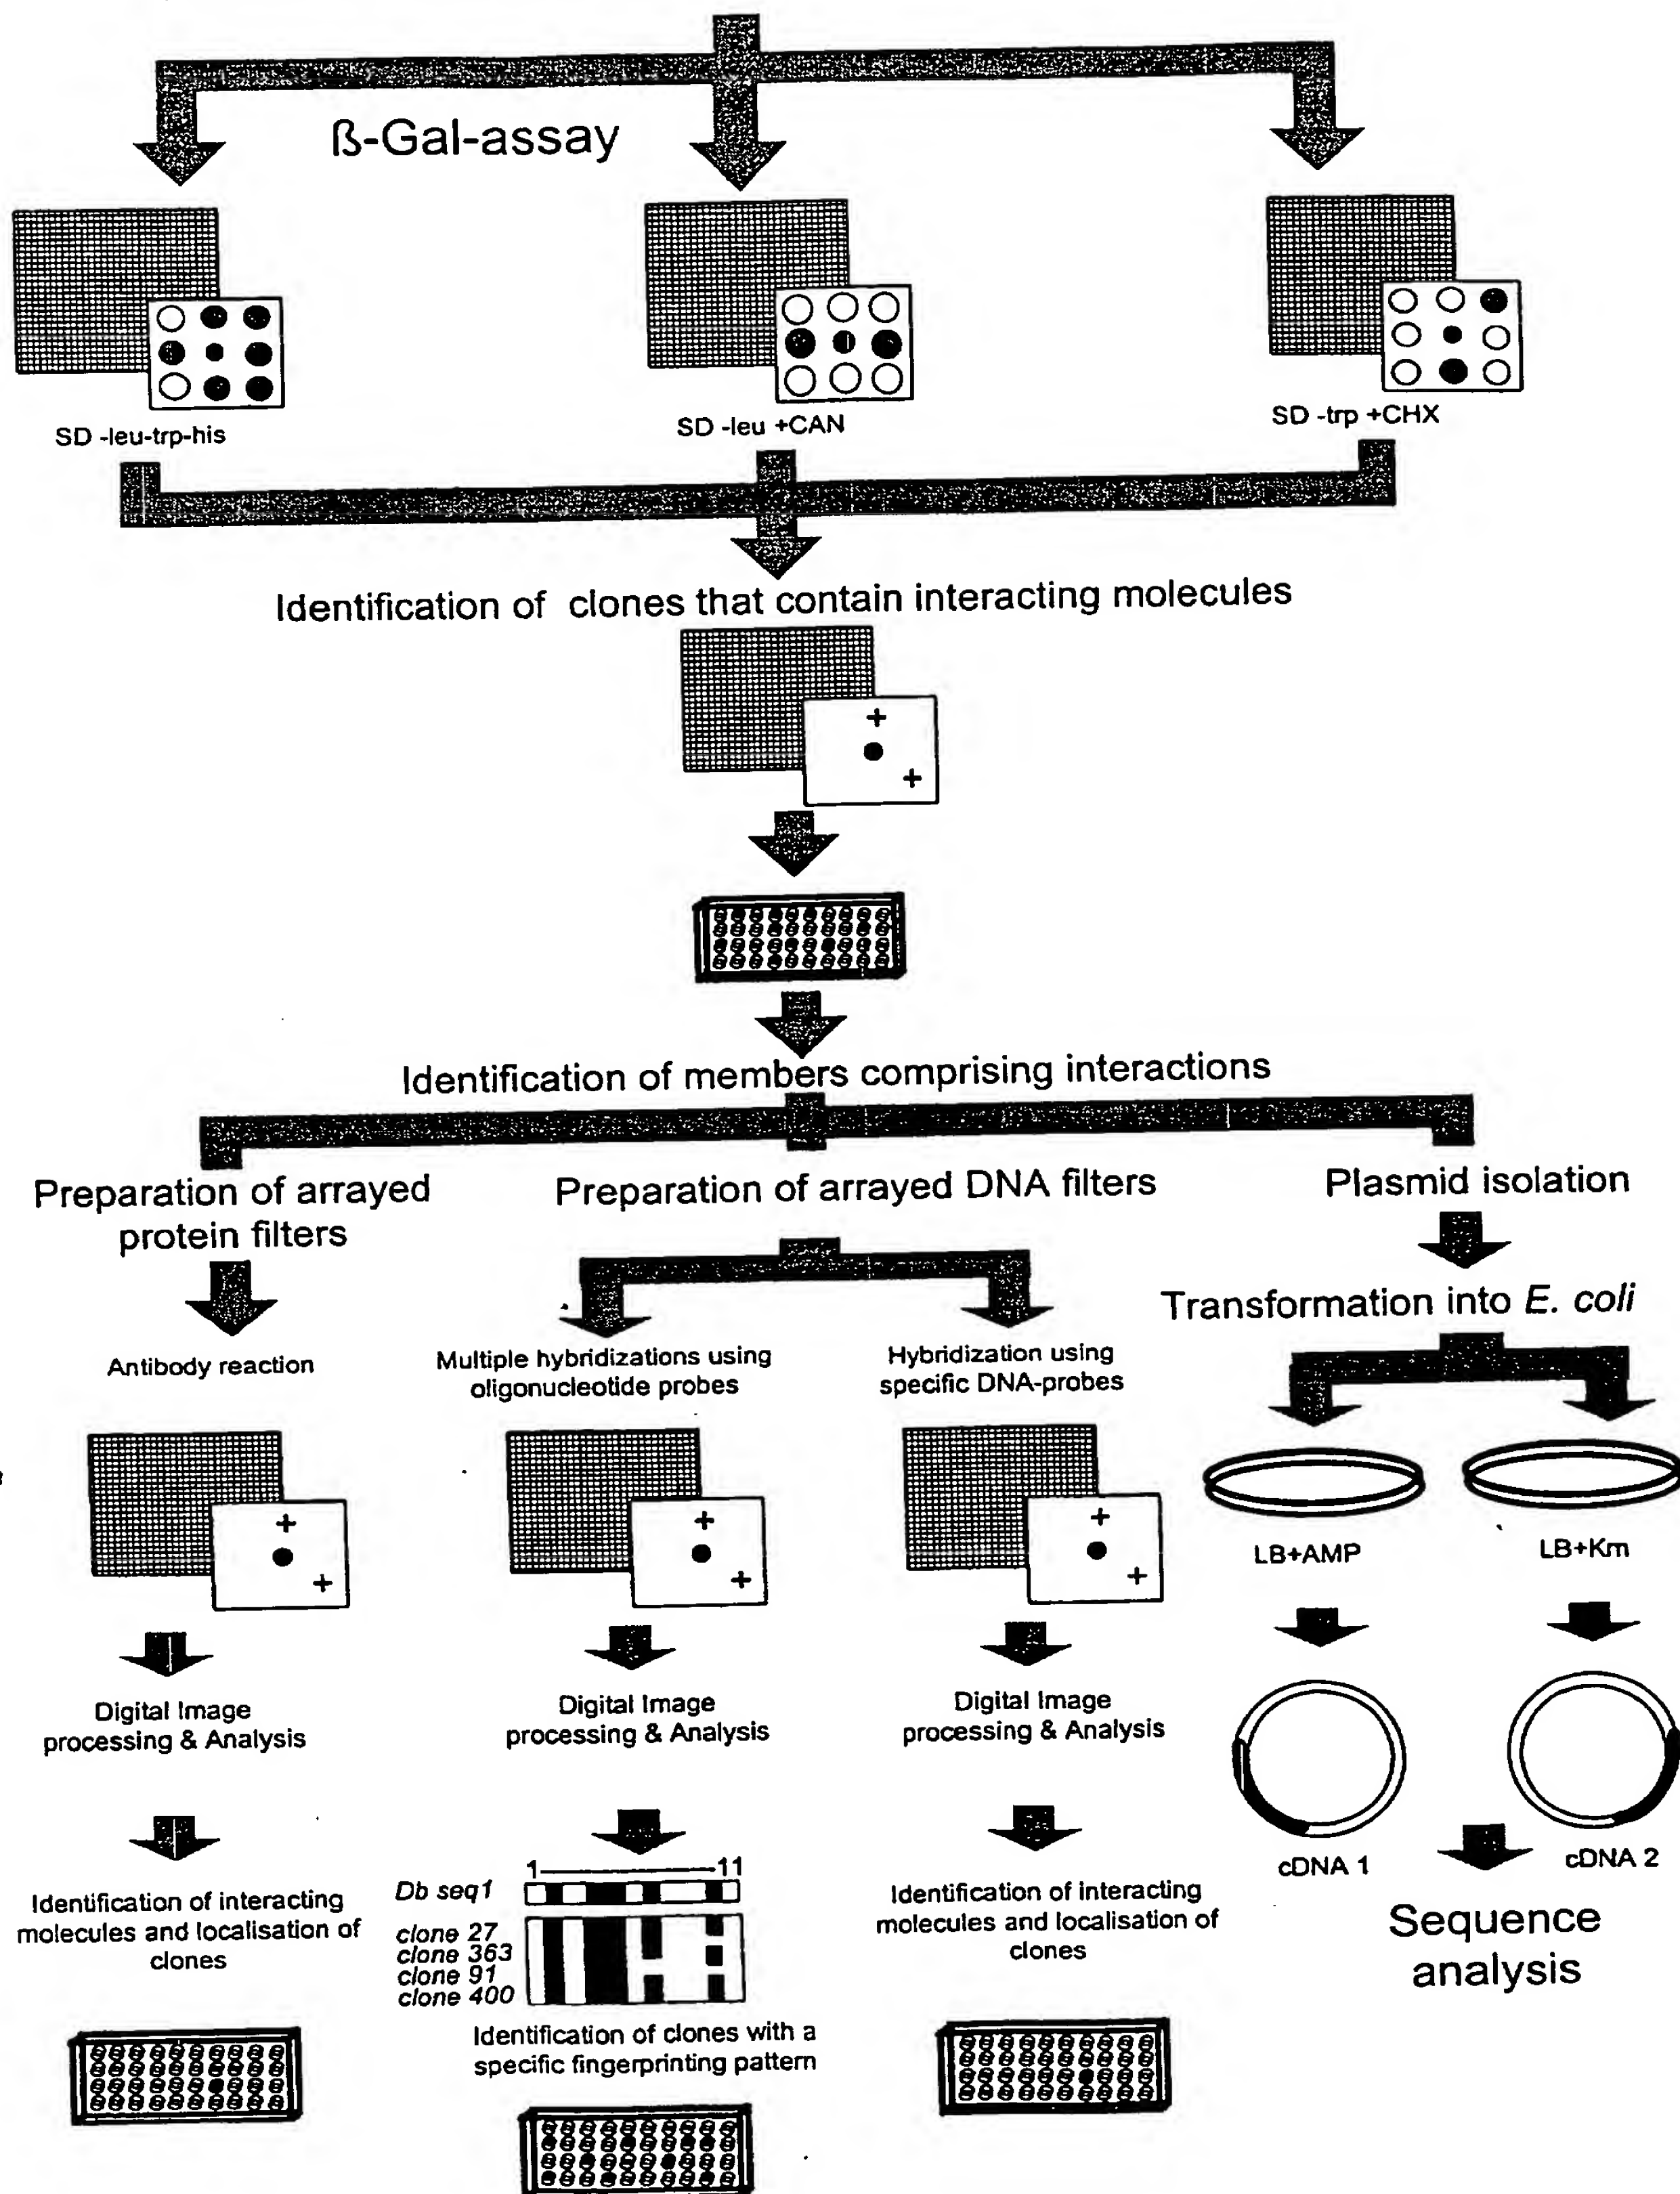 ß-Gal-assay
SD -leu-trp-his
SD -leu +CAN
SD -trp +CHX
Identification of clones that contain interacting molecules
+
+
Identification of members comprising interactions
Preparation of arrayed
protein filters
Preparation of arrayed DNA filters
Plasmid isolation
Transformation into E. coli
Antibody reaction
Multiple hybridizations using
oligonucleotide probes
Hybridization using
specific DNA-probes
+
+
+
+
+
+
LB+AMP
LB+Km
Digital Image
processing & Analysis
Digital Image
processing & Analysis
Digital Image
processing & Analysis
cDNA 1
cDNA 2
Identification of interacting
molecules and localisation of
clones
1 11
Db seq1
clone 27
clone 363
clone 91
clone 400
Identification of clones with a
specific fingerprinting pattern
Identification of interacting
molecules and localisation of
clones
Sequence
analysis